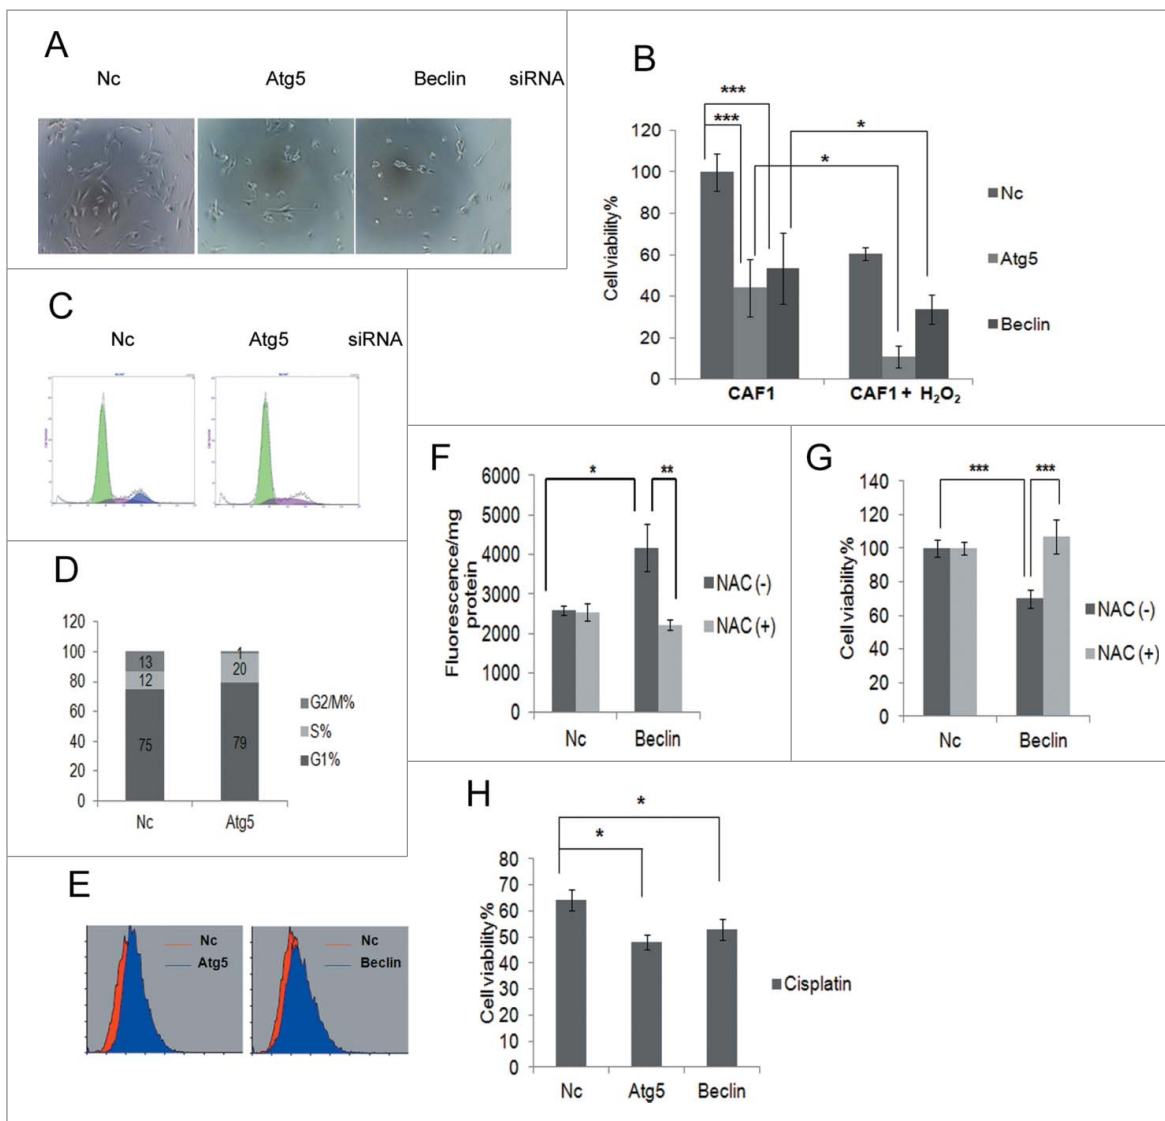 A
Nc Atg5 Beclin siRNA
B
*** 
***
*
*
Cell viability%
120
100
80
60
40
20
0
CAF1 CAF1 + H₂O₂
Nc
Atg5
Beclin
C
Nc Atg5 siRNA
D
100
80
60
40
20
0
13
12
75
1
20
79
Nc Atg5
G2/M%
S%
G1%
E
Nc
Atg5
Nc
Beclin
F
Fluorescence/mg
protein
6000
5000
4000
3000
2000
1000
0
*
**
Nc Beclin
NAC (-)
NAC (+)
G
Cell viability%
140
120
100
80
60
40
20
0
***
***
Nc Beclin
NAC (-)
NAC (+)
H
*
*
Cell viability%
80
70
60
50
40
30
20
10
0
Nc Atg5 Beclin
Cisplatin